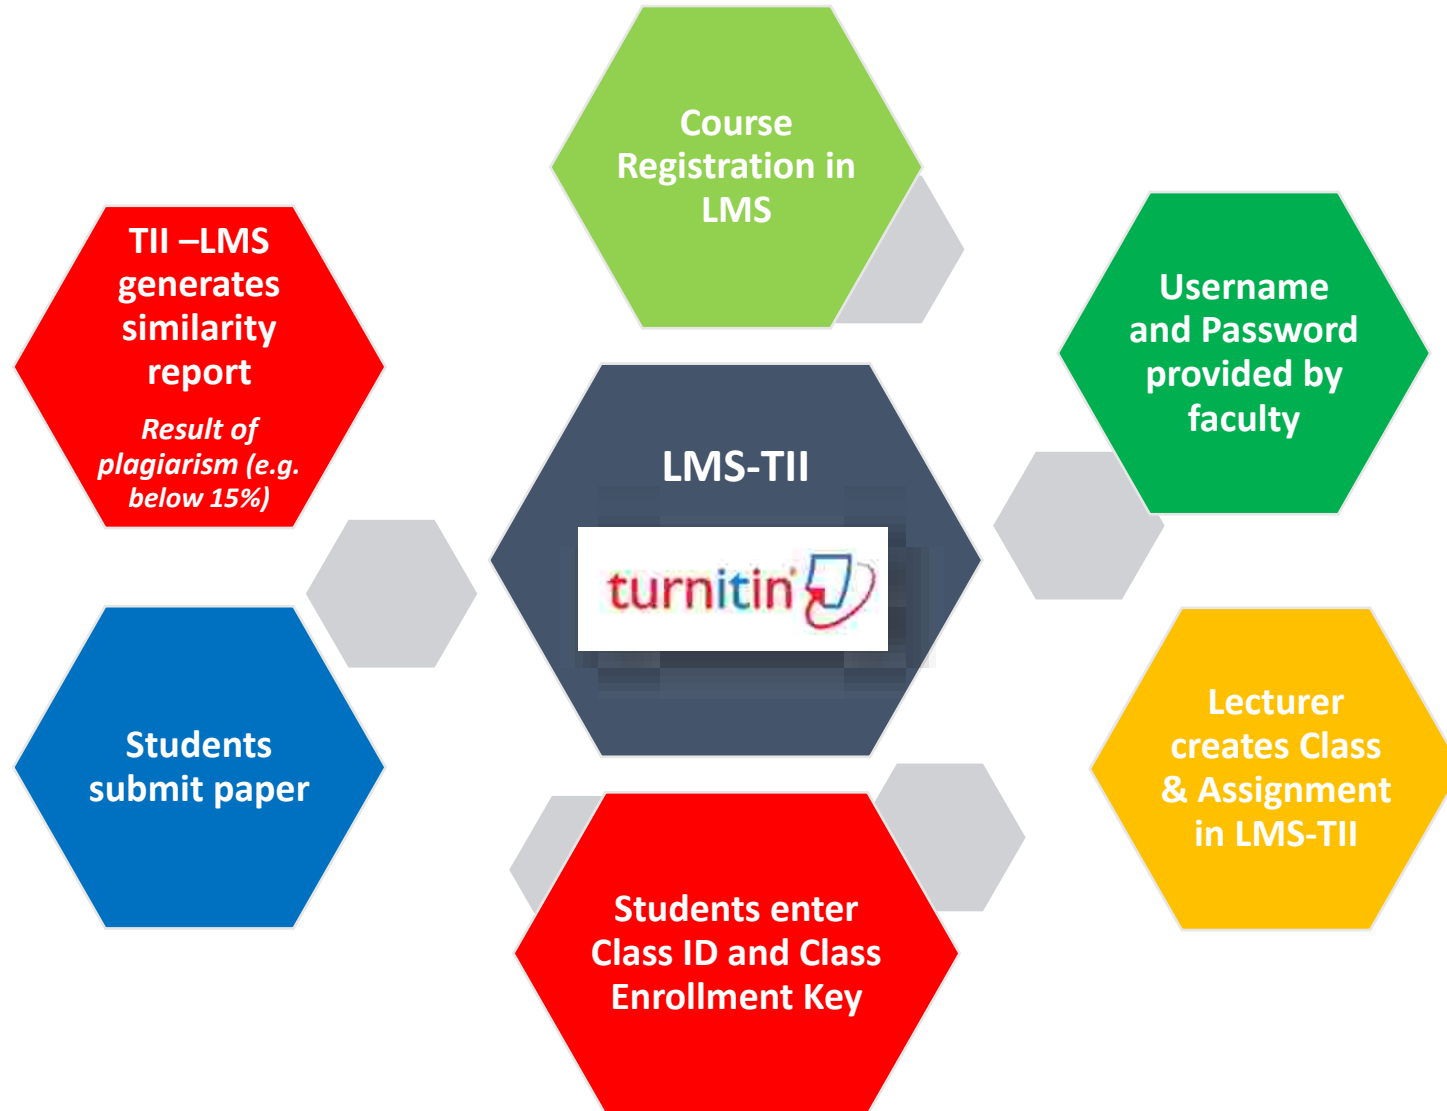 Course
Registration in
LMS
Username
and Password
provided by
faculty
Lecturer
creates Class
& Assignment
in LMS-TII
Students enter
Class ID and Class
Enrollment Key
Students
submit paper
TII –LMS
generates
similarity
report
Result of
plagiarism (e.g.
below 15%)
LMS-TII
turnitin